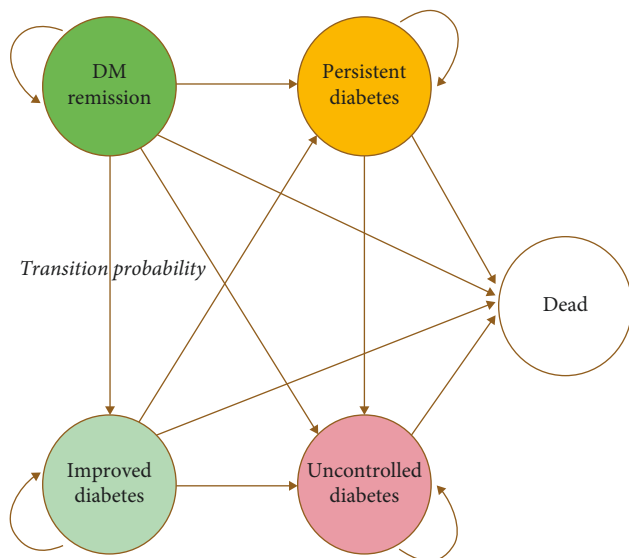 DM
remission
Persistent
diabetes
Transition probability
Dead
Improved
diabetes
Uncontrolled
diabetes